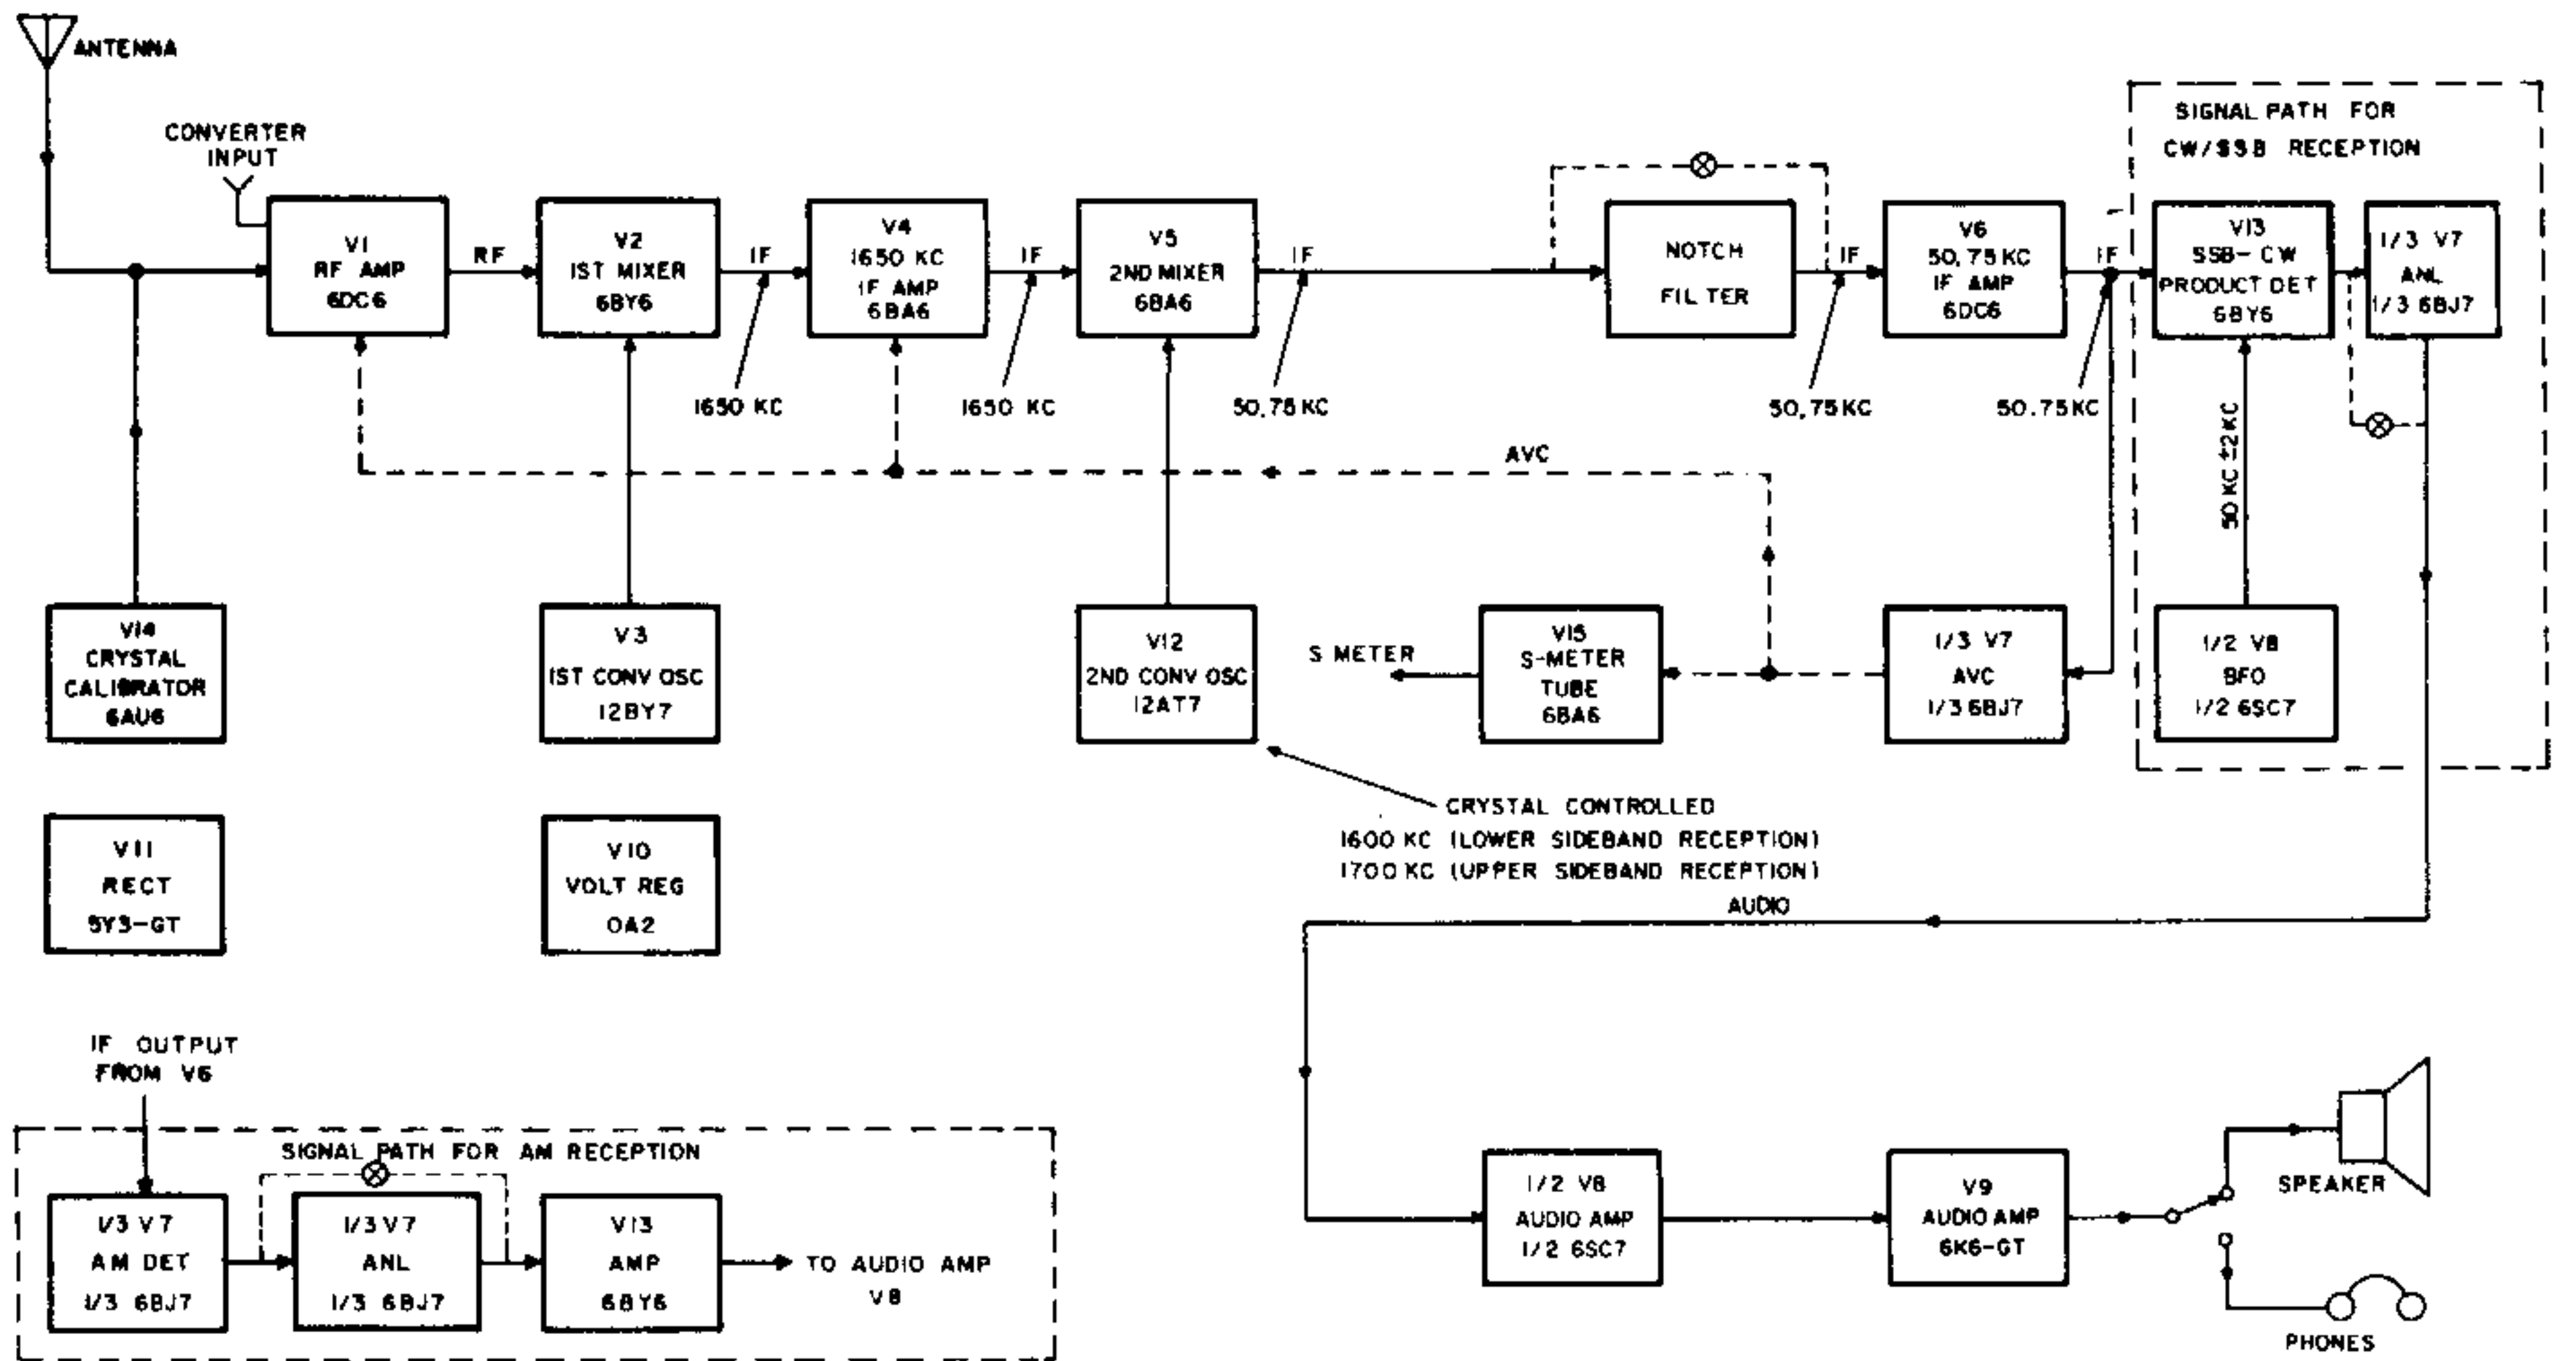 ANTENNA
CONVERTER
INPUT
SIGNAL PATH FOR
CW/SSB RECEPTION
V1
RF AMP
6DC6
RF
V2
1ST MIXER
6BY6
IF
V4
1650 KC
IF AMP
6BA6
IF
V5
2ND MIXER
6BA6
IF
NOTCH
FILTER
IF
V6
50,75 KC
IF AMP
6DC6
IF
V13
SSB-CW
PRODUCT DET
6BY6
1/3 V7
ANL
1/3 6BJ7
1650 KC
1650 KC
50,75 KC
50,75 KC
50.75 KC
50 KC ±2 KC
AVC
V14
CRYSTAL
CALIBRATOR
6AU6
V3
1ST CONV OSC
12BY7
V12
2ND CONV OSC
12AT7
S METER
V15
S-METER
TUBE
6BA6
1/3 V7
AVC
1/3 6BJ7
1/2 V8
BFO
1/2 6SC7
CRYSTAL CONTROLLED
1600 KC (LOWER SIDEBAND RECEPTION)
1700 KC (UPPER SIDEBAND RECEPTION)
V11
RECT
5Y3-GT
V10
VOLT REG
OA2
AUDIO
IF OUTPUT
FROM V6
SIGNAL PATH FOR AM RECEPTION
1/3 V7
AM DET
1/3 6BJ7
1/3 V7
ANL
1/3 6BJ7
V13
AMP
6BY6
TO AUDIO AMP
V8
1/2 V8
AUDIO AMP
1/2 6SC7
V9
AUDIO AMP
6K6-GT
SPEAKER
PHONES